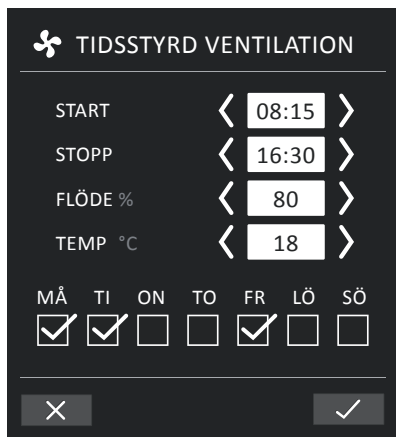 TIDSSTYRD VENTILATION
START 08:15
STOPP 16:30
FLÖDE % 80
TEMP °C 18
MÅ TI ON TO FR LÖ SÖ